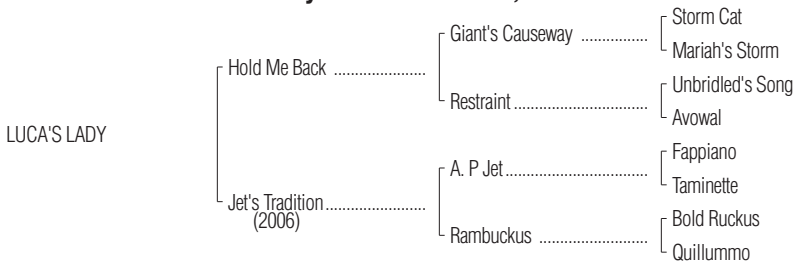 Storm Cat
Giant's Causeway ................
Mariah's Storm
Hold Me Back .......................
Unbridled's Song
Restraint ................................
Avowal
LUCA'S LADY
Fappiano
A. P Jet ..................................
Taminette
Jet's Tradition .........................
(2006)
Bold Ruckus
Rambuckus ..........................
Quillummo